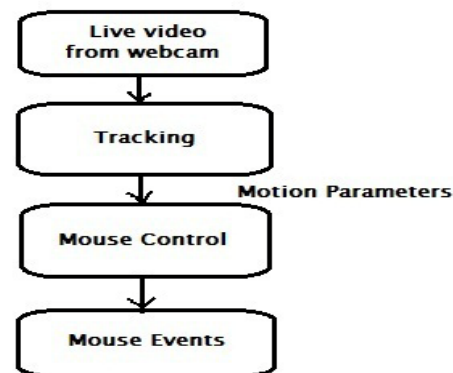 Live video
from webcam
Tracking
Motion Parameters
Mouse Control
Mouse Events